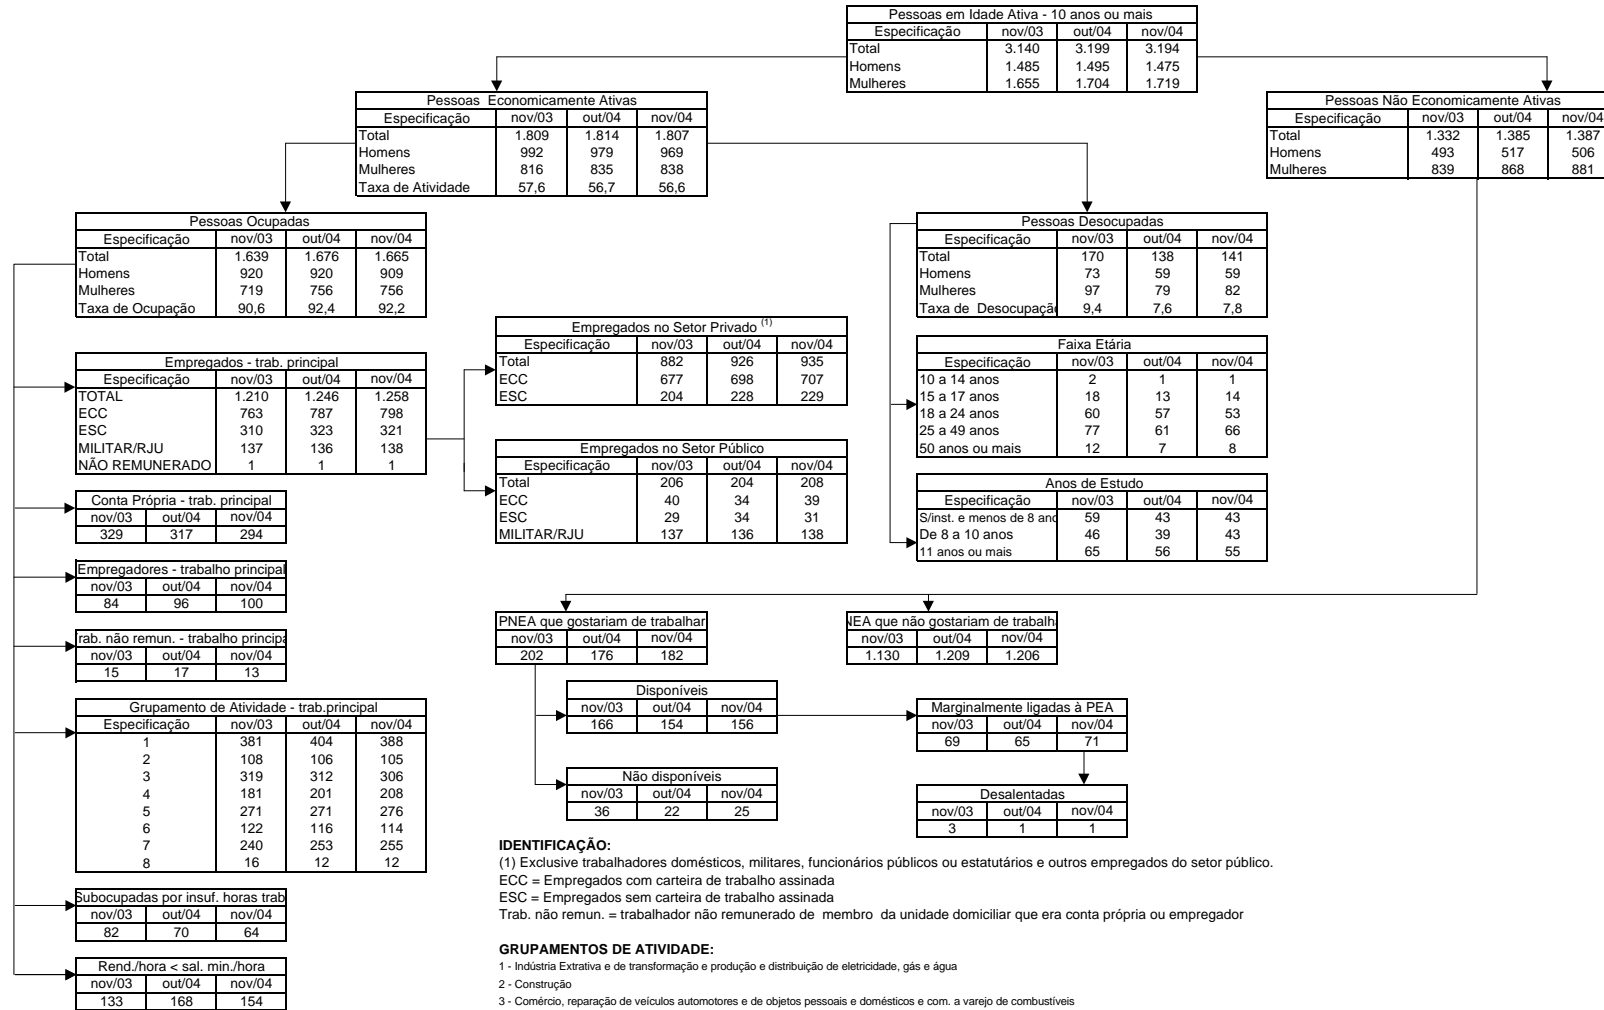 Pessoas em Idade Ativa - 10 anos ou mais
Especificação nov/03 out/04 nov/04
Total 3.140 3.199 3.194
Homens 1.485 1.495 1.475
Mulheres 1.655 1.704 1.719
Pessoas Economicamente Ativas
Especificação nov/03 out/04 nov/04
Total 1.809 1.814 1.807
Homens 992 979 969
Mulheres 816 835 838
Taxa de Atividade 57,6 56,7 56,6
Pessoas Não Economicamente Ativas
Especificação nov/03 out/04 nov/04
Total 1.332 1.385 1.387
Homens 493 517 506
Mulheres 839 868 881
Pessoas Ocupadas
Especificação nov/03 out/04 nov/04
Total 1.639 1.676 1.665
Homens 920 920 909
Mulheres 719 756 756
Taxa de Ocupação 90,6 92,4 92,2
Pessoas Desocupadas
Especificação nov/03 out/04 nov/04
Total 170 138 141
Homens 73 59 59
Mulheres 97 79 82
Taxa de Desocupaçã 9,4 7,6 7,8
Empregados - trab. principal
Especificação nov/03 out/04 nov/04
TOTAL 1.210 1.246 1.258
ECC 763 787 798
ESC 310 323 321
MILITAR/RJU 137 136 138
NÃO REMUNERADO 1 1 1
Empregados no Setor Privado (1)
Especificação nov/03 out/04 nov/04
Total 882 926 935
ECC 677 698 707
ESC 204 228 229
Empregados no Setor Público
Especificação nov/03 out/04 nov/04
Total 206 204 208
ECC 40 34 39
ESC 29 34 31
MILITAR/RJU 137 136 138
Faixa Etária
Especificação nov/03 out/04 nov/04
10 a 14 anos 2 1 1
15 a 17 anos 18 13 14
18 a 24 anos 60 57 53
25 a 49 anos 77 61 66
50 anos ou mais 12 7 8
Anos de Estudo
Especificação nov/03 out/04 nov/04
S/inst. e menos de 8 ano 59 43 43
De 8 a 10 anos 46 39 43
11 anos ou mais 65 56 55
Conta Própria - trab. principal
nov/03 out/04 nov/04
329 317 294
Empregadores - trabalho principal
nov/03 out/04 nov/04
84 96 100
rab. não remun. - trabalho principa
nov/03 out/04 nov/04
15 17 13
Grupamento de Atividade - trab.principal
Especificação nov/03 out/04 nov/04
1 381 404 388
2 108 106 105
3 319 312 306
4 181 201 208
5 271 271 276
6 122 116 114
7 240 253 255
8 16 12 12
Subocupadas por insuf. horas trab
nov/03 out/04 nov/04
82 70 64
Rend./hora < sal. min./hora
nov/03 out/04 nov/04
133 168 154
PNEA que gostariam de trabalhar
nov/03 out/04 nov/04
202 176 182
NEA que não gostariam de trabalh
nov/03 out/04 nov/04
1.130 1.209 1.206
Disponíveis
nov/03 out/04 nov/04
166 154 156
Marginalmente ligadas à PEA
nov/03 out/04 nov/04
69 65 71
Não disponíveis
nov/03 out/04 nov/04
36 22 25
Desalentadas
nov/03 out/04 nov/04
3 1 1
IDENTIFICAÇÃO:
(1) Exclusive trabalhadores domésticos, militares, funcionários públicos ou estatutários e outros empregados do setor público.
ECC = Empregados com carteira de trabalho assinada
ESC = Empregados sem carteira de trabalho assinada
Trab. não remun. = trabalhador não remunerado de membro da unidade domiciliar que era conta própria ou empregador
GRUPAMENTOS DE ATIVIDADE:
1 - Indústria Extrativa e de transformação e produção e distribuição de eletricidade, gás e água
2 - Construção
3 - Comércio, reparação de veículos automotores e de objetos pessoais e domésticos e com. a varejo de combustíveis